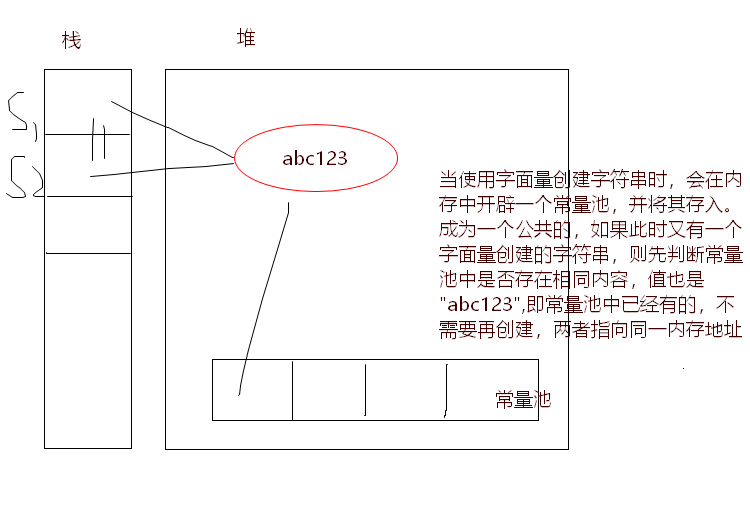 栈
堆
S1
S2
abc123
当使用字面量创建字符串时，会在内
存中开辟一个常量池，并将其存入。
成为一个公共的，如果此时又有一个
字面量创建的字符串，则先判断常量
池中是否存在相同内容，值也是
"abc123",即常量池中已经有的，不
需要再创建，两者指向同一内存地址
常量池